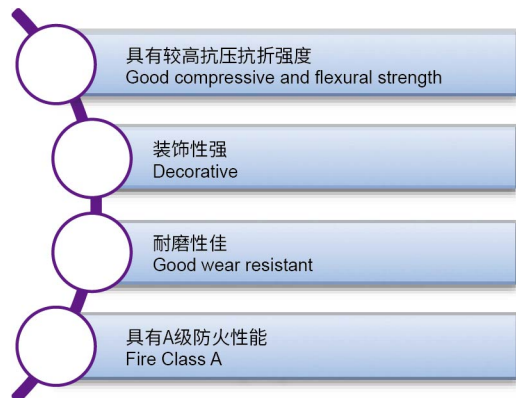 具有较高抗压抗折强度
Good compressive and flexural strength
装饰性强
Decorative
耐磨性佳
Good wear resistant
具有A级防火性能
Fire Class A